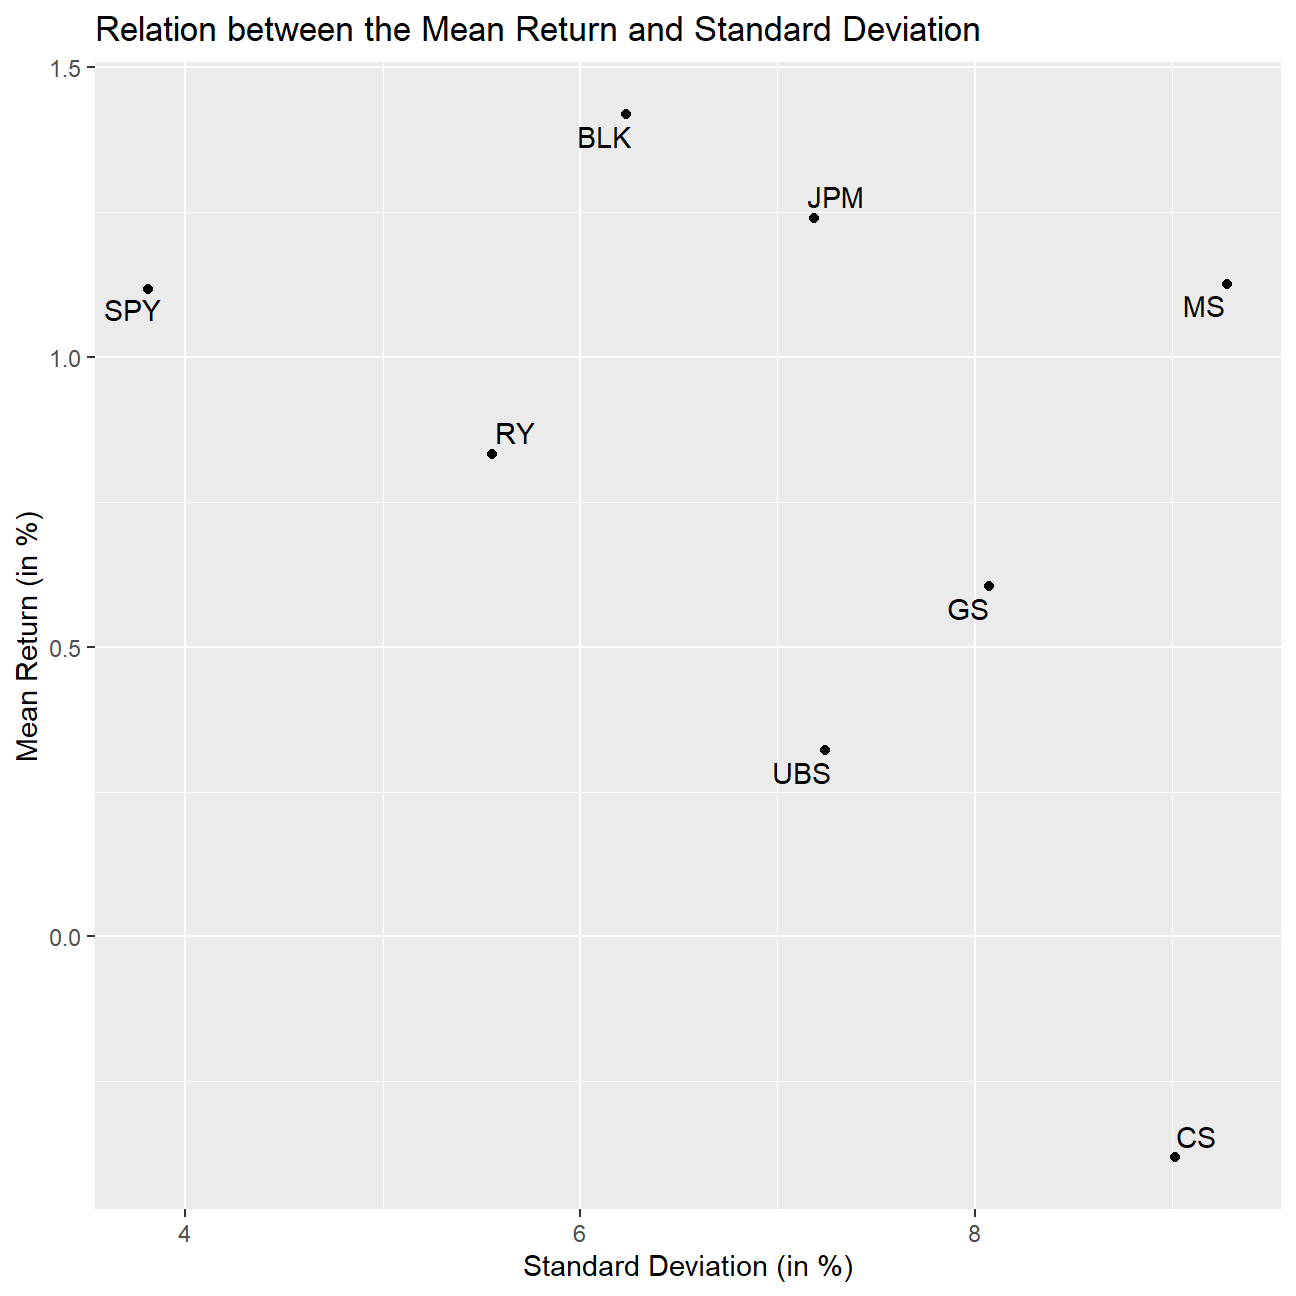 Relation between the Mean Return and Standard Deviation
1.5
BLK
JPM
SPY
MS
1.0
RY
Mean Return (in %)
GS
0.5
UBS
0.0
CS
4
6
8
Standard Deviation (in %)